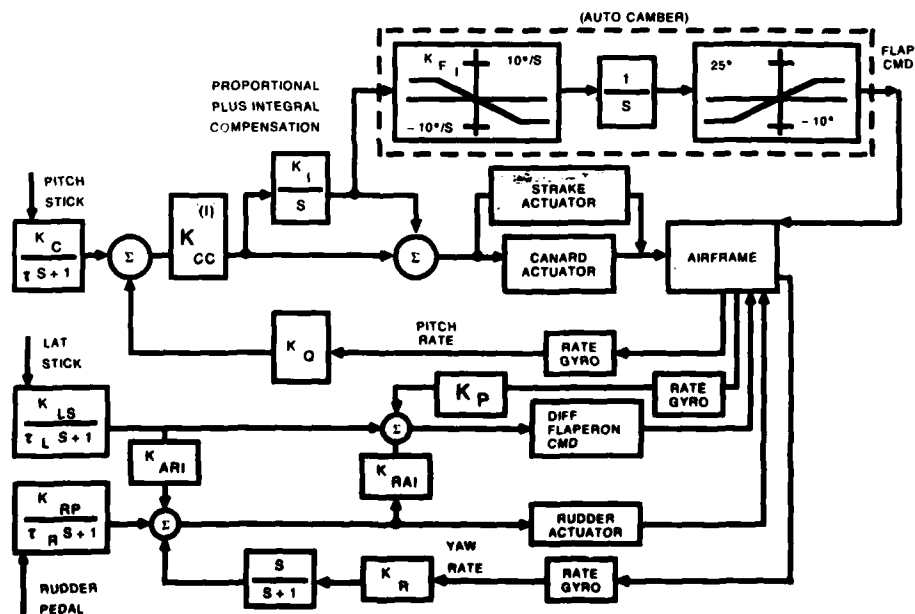 (AUTO CAMBER)
K F I
10°/S
- 10°/S
1
S
25°
- 10°
FLAP
CMD
PROPORTIONAL
PLUS INTEGRAL
COMPENSATION
K I
S
PITCH
STICK
K C
τ S + 1
Σ
(I)
K CC
Σ
STRAKE
ACTUATOR
CANARD
ACTUATOR
AIRFRAME
K Q
PITCH
RATE
RATE
GYRO
LAT
STICK
K P
RATE
GYRO
K LS
τ L S + 1
Σ
DIFF
FLAPERON
CMD
K ARI
K RAI
K RP
τ R S + 1
Σ
RUDDER
ACTUATOR
S
S + 1
K R
YAW
RATE
RATE
GYRO
RUDDER
PEDAL